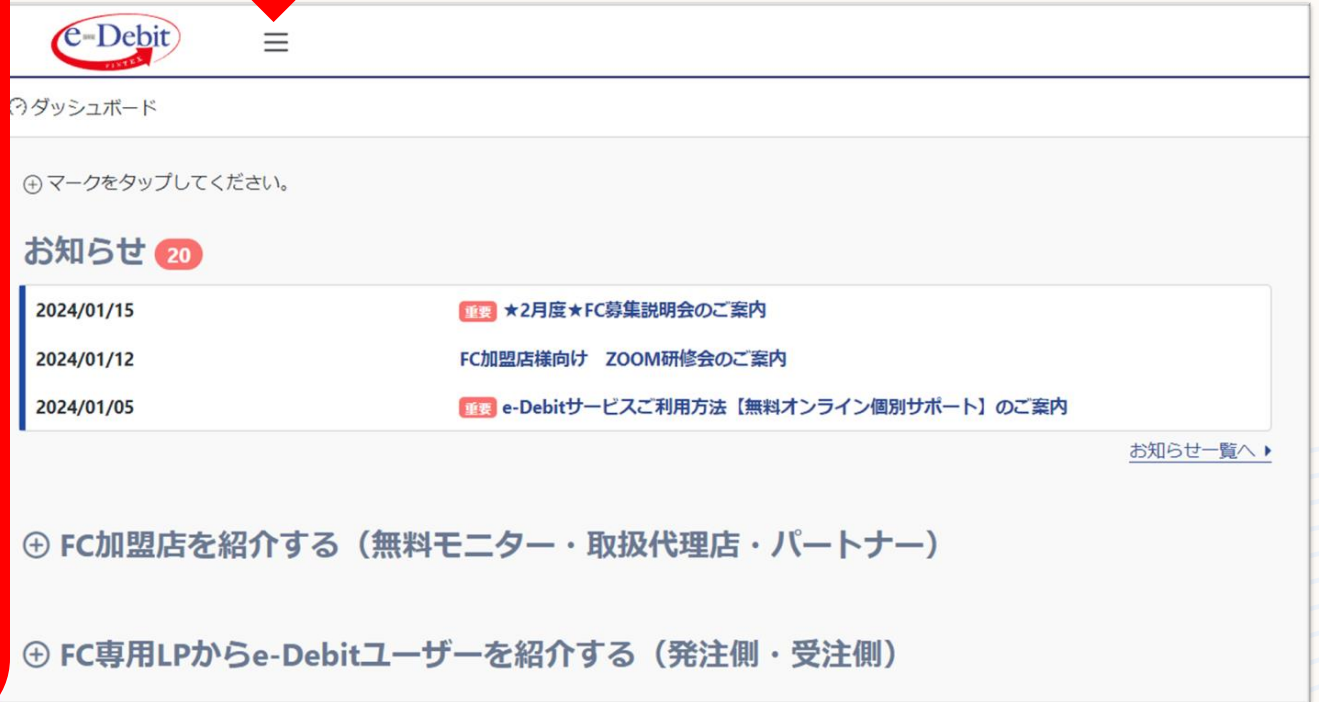 e-Debit
FINTEX
ダッシュボード
マークをタップしてください。
お知らせ 20
2024/01/15 重要 ★2月度★FC募集説明会のご案内
2024/01/12 FC加盟店様向け　ZOOM研修会のご案内
2024/01/05 重要 e-Debitサービスご利用方法【無料オンライン個別サポート】のご案内
お知らせ一覧へ
FC加盟店を紹介する（無料モニター・取扱代理店・パートナー）
FC専用LPからe-Debitユーザーを紹介する（発注側・受注側）